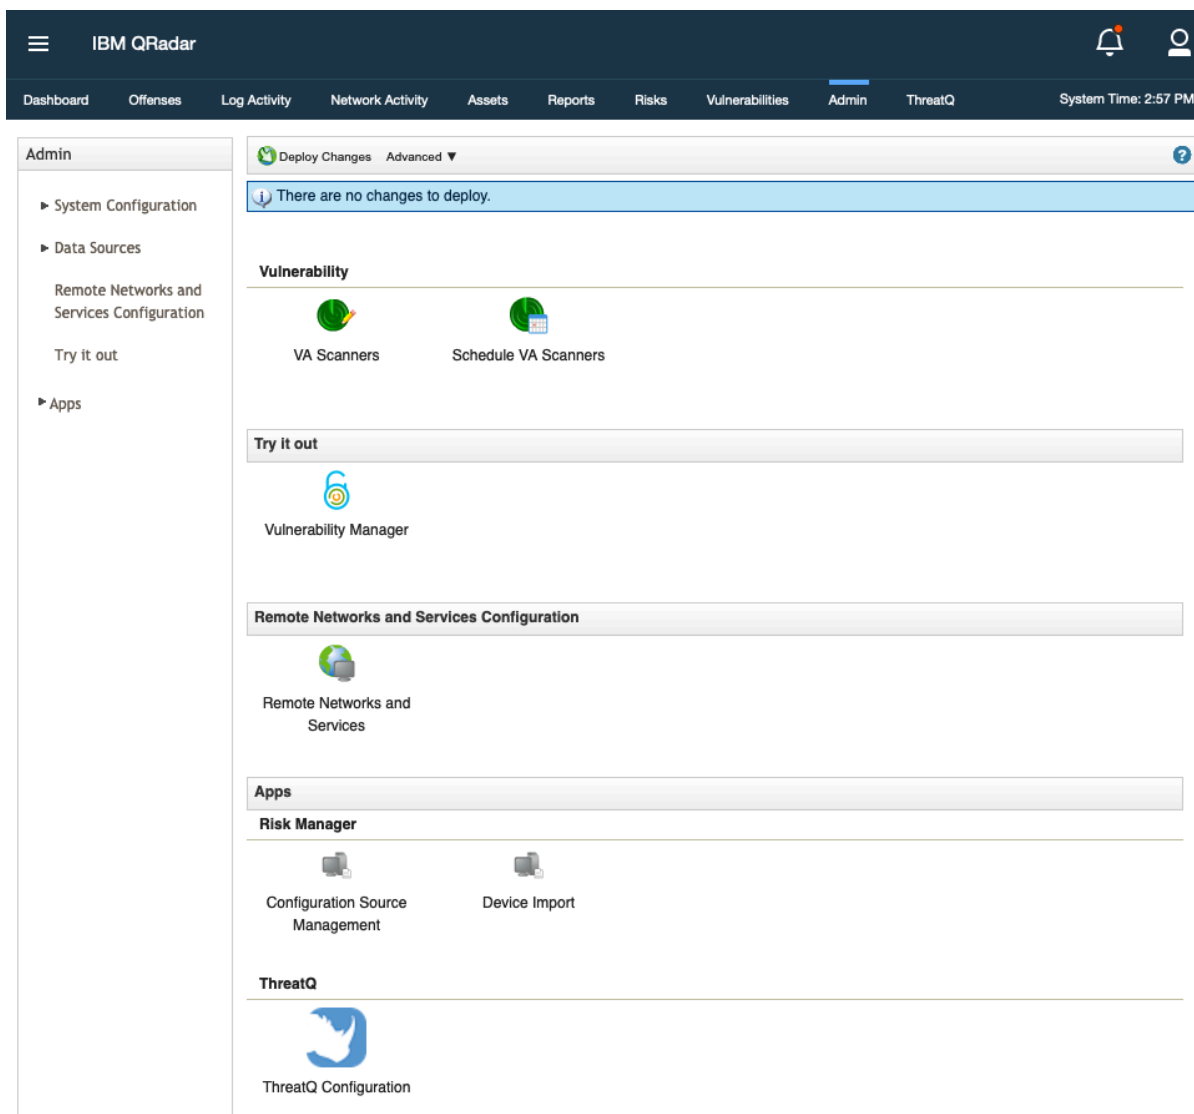 IBM QRadar
Dashboard Offenses Log Activity Network Activity Assets Reports Risks Vulnerabilities Admin ThreatQ System Time: 2:57 PM
Admin
System Configuration
Data Sources
Remote Networks and
Services Configuration
Try it out
Apps
Deploy Changes Advanced ▼
There are no changes to deploy.
Vulnerability
VA Scanners Schedule VA Scanners
Try it out
Vulnerability Manager
Remote Networks and Services Configuration
Remote Networks and
Services
Apps
Risk Manager
Configuration Source
Management
Device Import
ThreatQ
ThreatQ Configuration